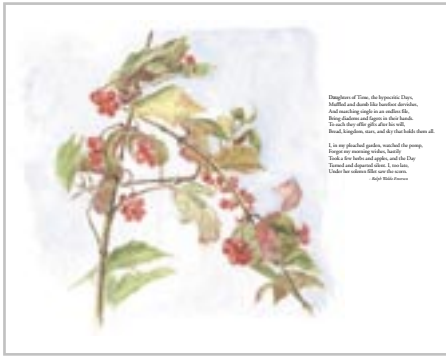 Daughters of Time, the hypocritic Days,
Muffled and dumb like barefoot dervishes,
And marching single in an endless file,
Bring diadems and fagots in their hands.
To each they offer gifts after his will,
Bread, kingdom, stars, and sky that holds them all.
I, in my pleached garden, watched the pomp,
Forgot my morning wishes, hastily
Took a few herbs and apples, and the Day
Turned and departed silent. I, too late,
Under her solemn fillet saw the scorn.
- Ralph Waldo Emerson